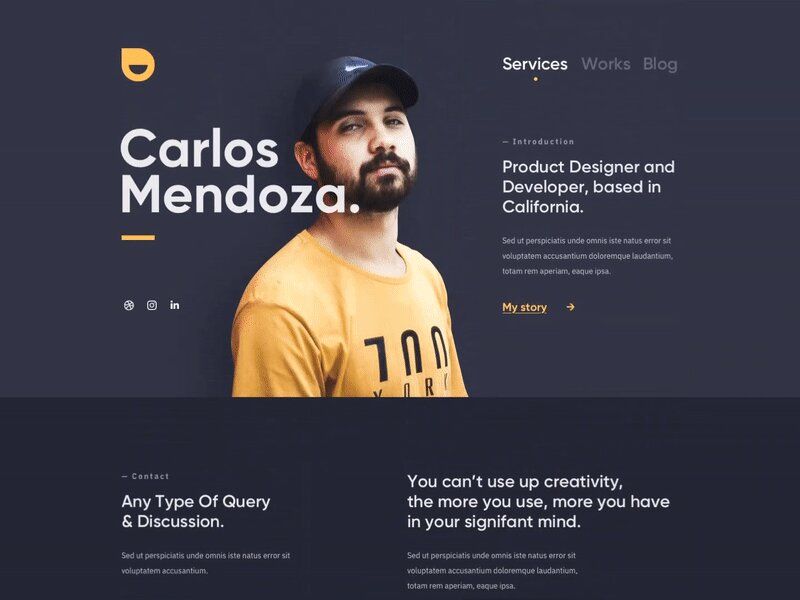 Services Works Blog
Carlos
Mendoza.
— Introduction
Product Designer and
Developer, based in
California.
Sed ut perspiciatis unde omnis iste natus error sit
voluptatem accusantium doloremque laudantium,
totam rem aperiam, eaque ipsa.
My story →
in
— Contact
Any Type Of Query
& Discussion.
Sed ut perspiciatis unde omnis iste natus error sit
voluptatem accusantium.
You can’t use up creativity,
the more you use, more you have
in your signifant mind.
Sed ut perspiciatis unde omnis iste natus error sit
voluptatem accusantium doloremque laudantium,
totam rem aperiam, eaque ipsa.